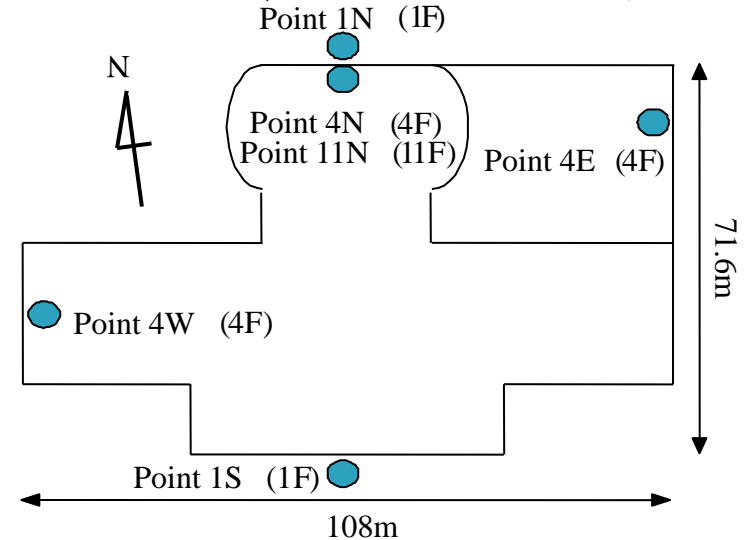 Point 1N (1F)
N
Point 4N (4F)
Point 11N (11F)
Point 4E (4F)
71.6m
Point 4W (4F)
Point 1S (1F)
108m